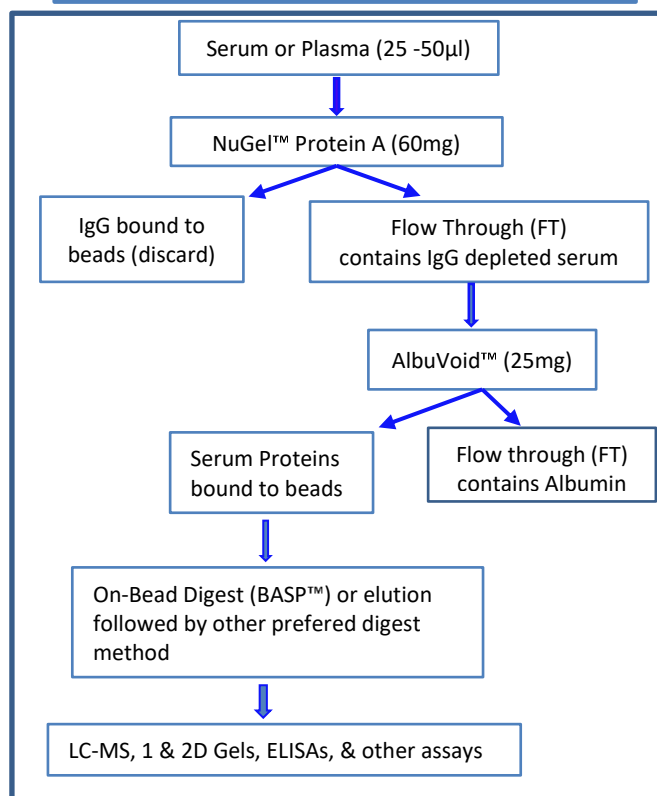 Serum or Plasma (25 -50µl)
NuGel™ Protein A (60mg)
IgG bound to
beads (discard)
Flow Through (FT)
contains IgG depleted serum
AlbuVoid™ (25mg)
Serum Proteins
bound to beads
Flow through (FT)
contains Albumin
On-Bead Digest (BASP™) or elution
followed by other prefered digest
method
LC-MS, 1 & 2D Gels, ELISAs, & other assays